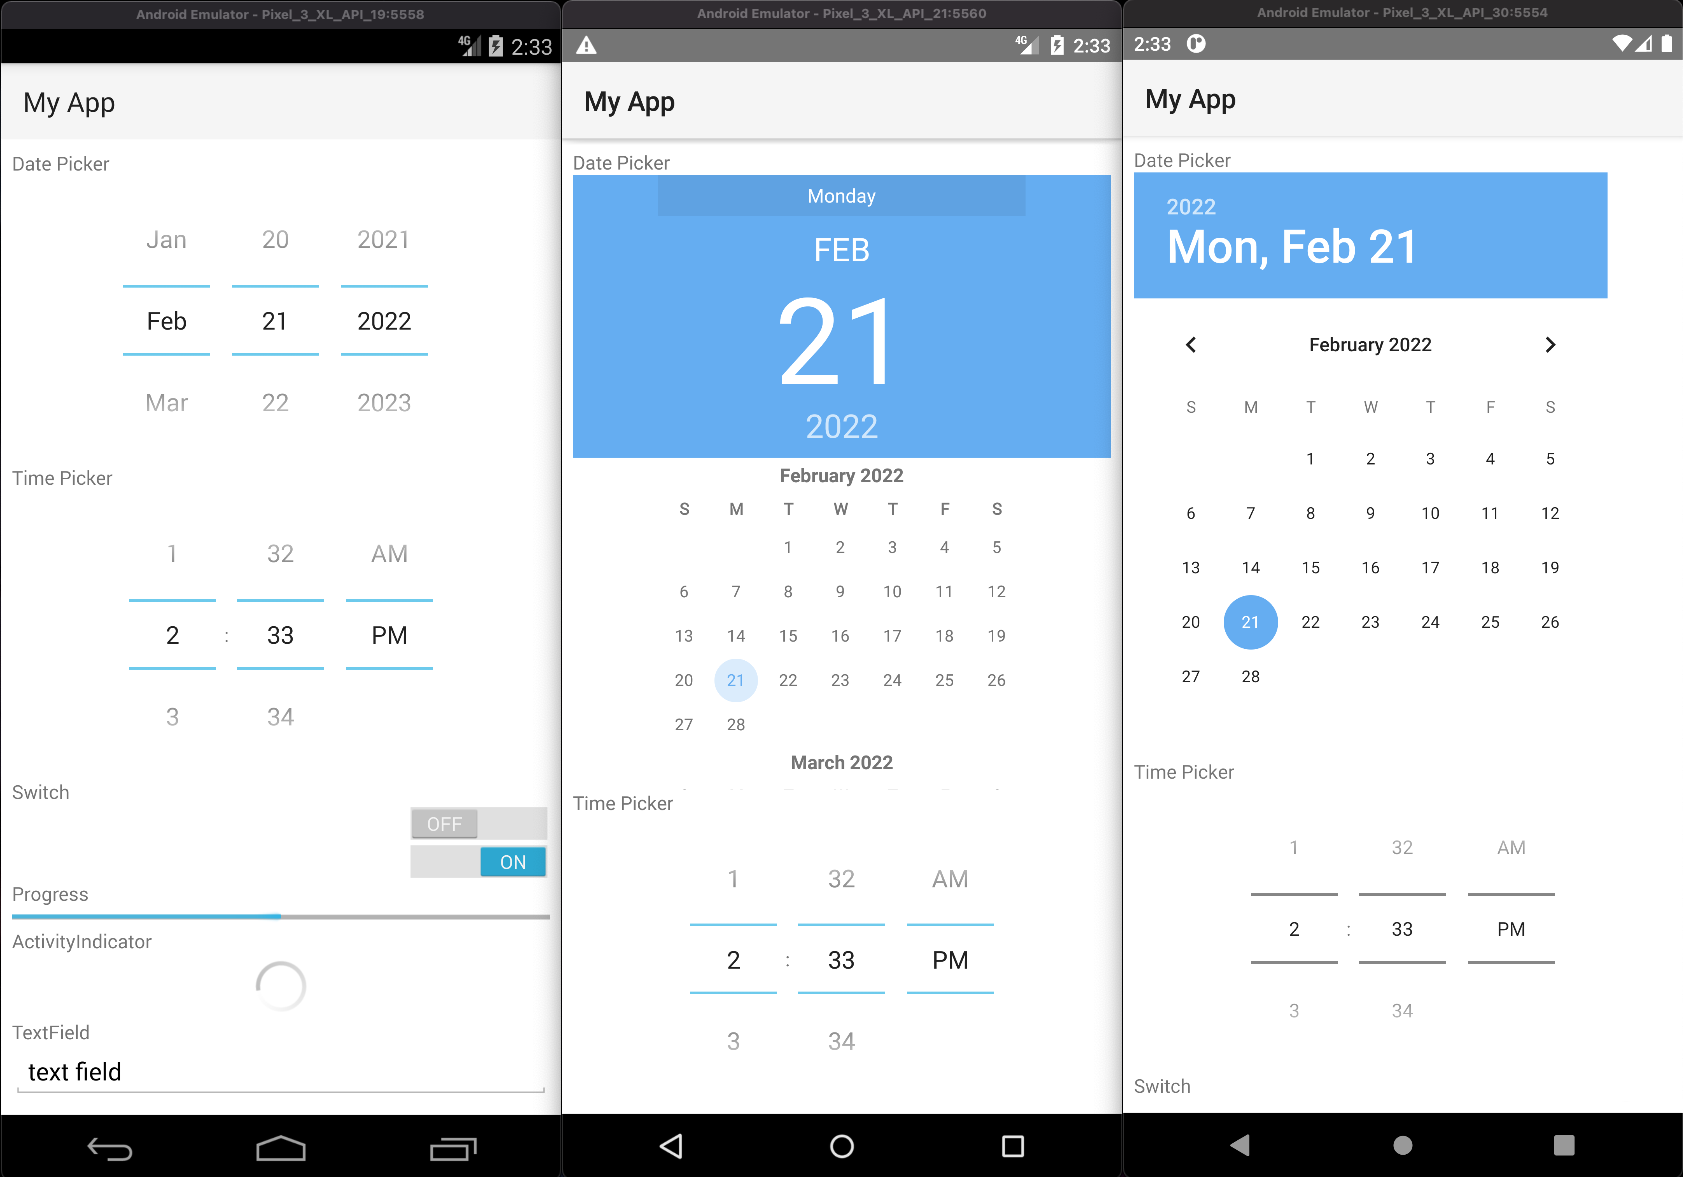 Android Emulator - Pixel_3_XL_API_19:5558
4G 2:33
My App
Date Picker
Jan 20 2021
Feb 21 2022
Mar 22 2023
Time Picker
1 32 AM
2 : 33 PM
3 34
Switch
OFF
ON
Progress
ActivityIndicator
TextField
text field
Android Emulator - Pixel_3_XL_API_21:5560
4G 2:33
My App
Date Picker
Monday
FEB
21
2022
February 2022
S M T W T F S
1 2 3 4 5
6 7 8 9 10 11 12
13 14 15 16 17 18 19
20 21 22 23 24 25 26
27 28
March 2022
Time Picker
1 32 AM
2 : 33 PM
3 34
Android Emulator - Pixel_3_XL_API_30:5554
2:33
My App
Date Picker
2022
Mon, Feb 21
February 2022
S M T W T F S
1 2 3 4 5
6 7 8 9 10 11 12
13 14 15 16 17 18 19
20 21 22 23 24 25 26
27 28
Time Picker
1 32 AM
2 : 33 PM
3 34
Switch